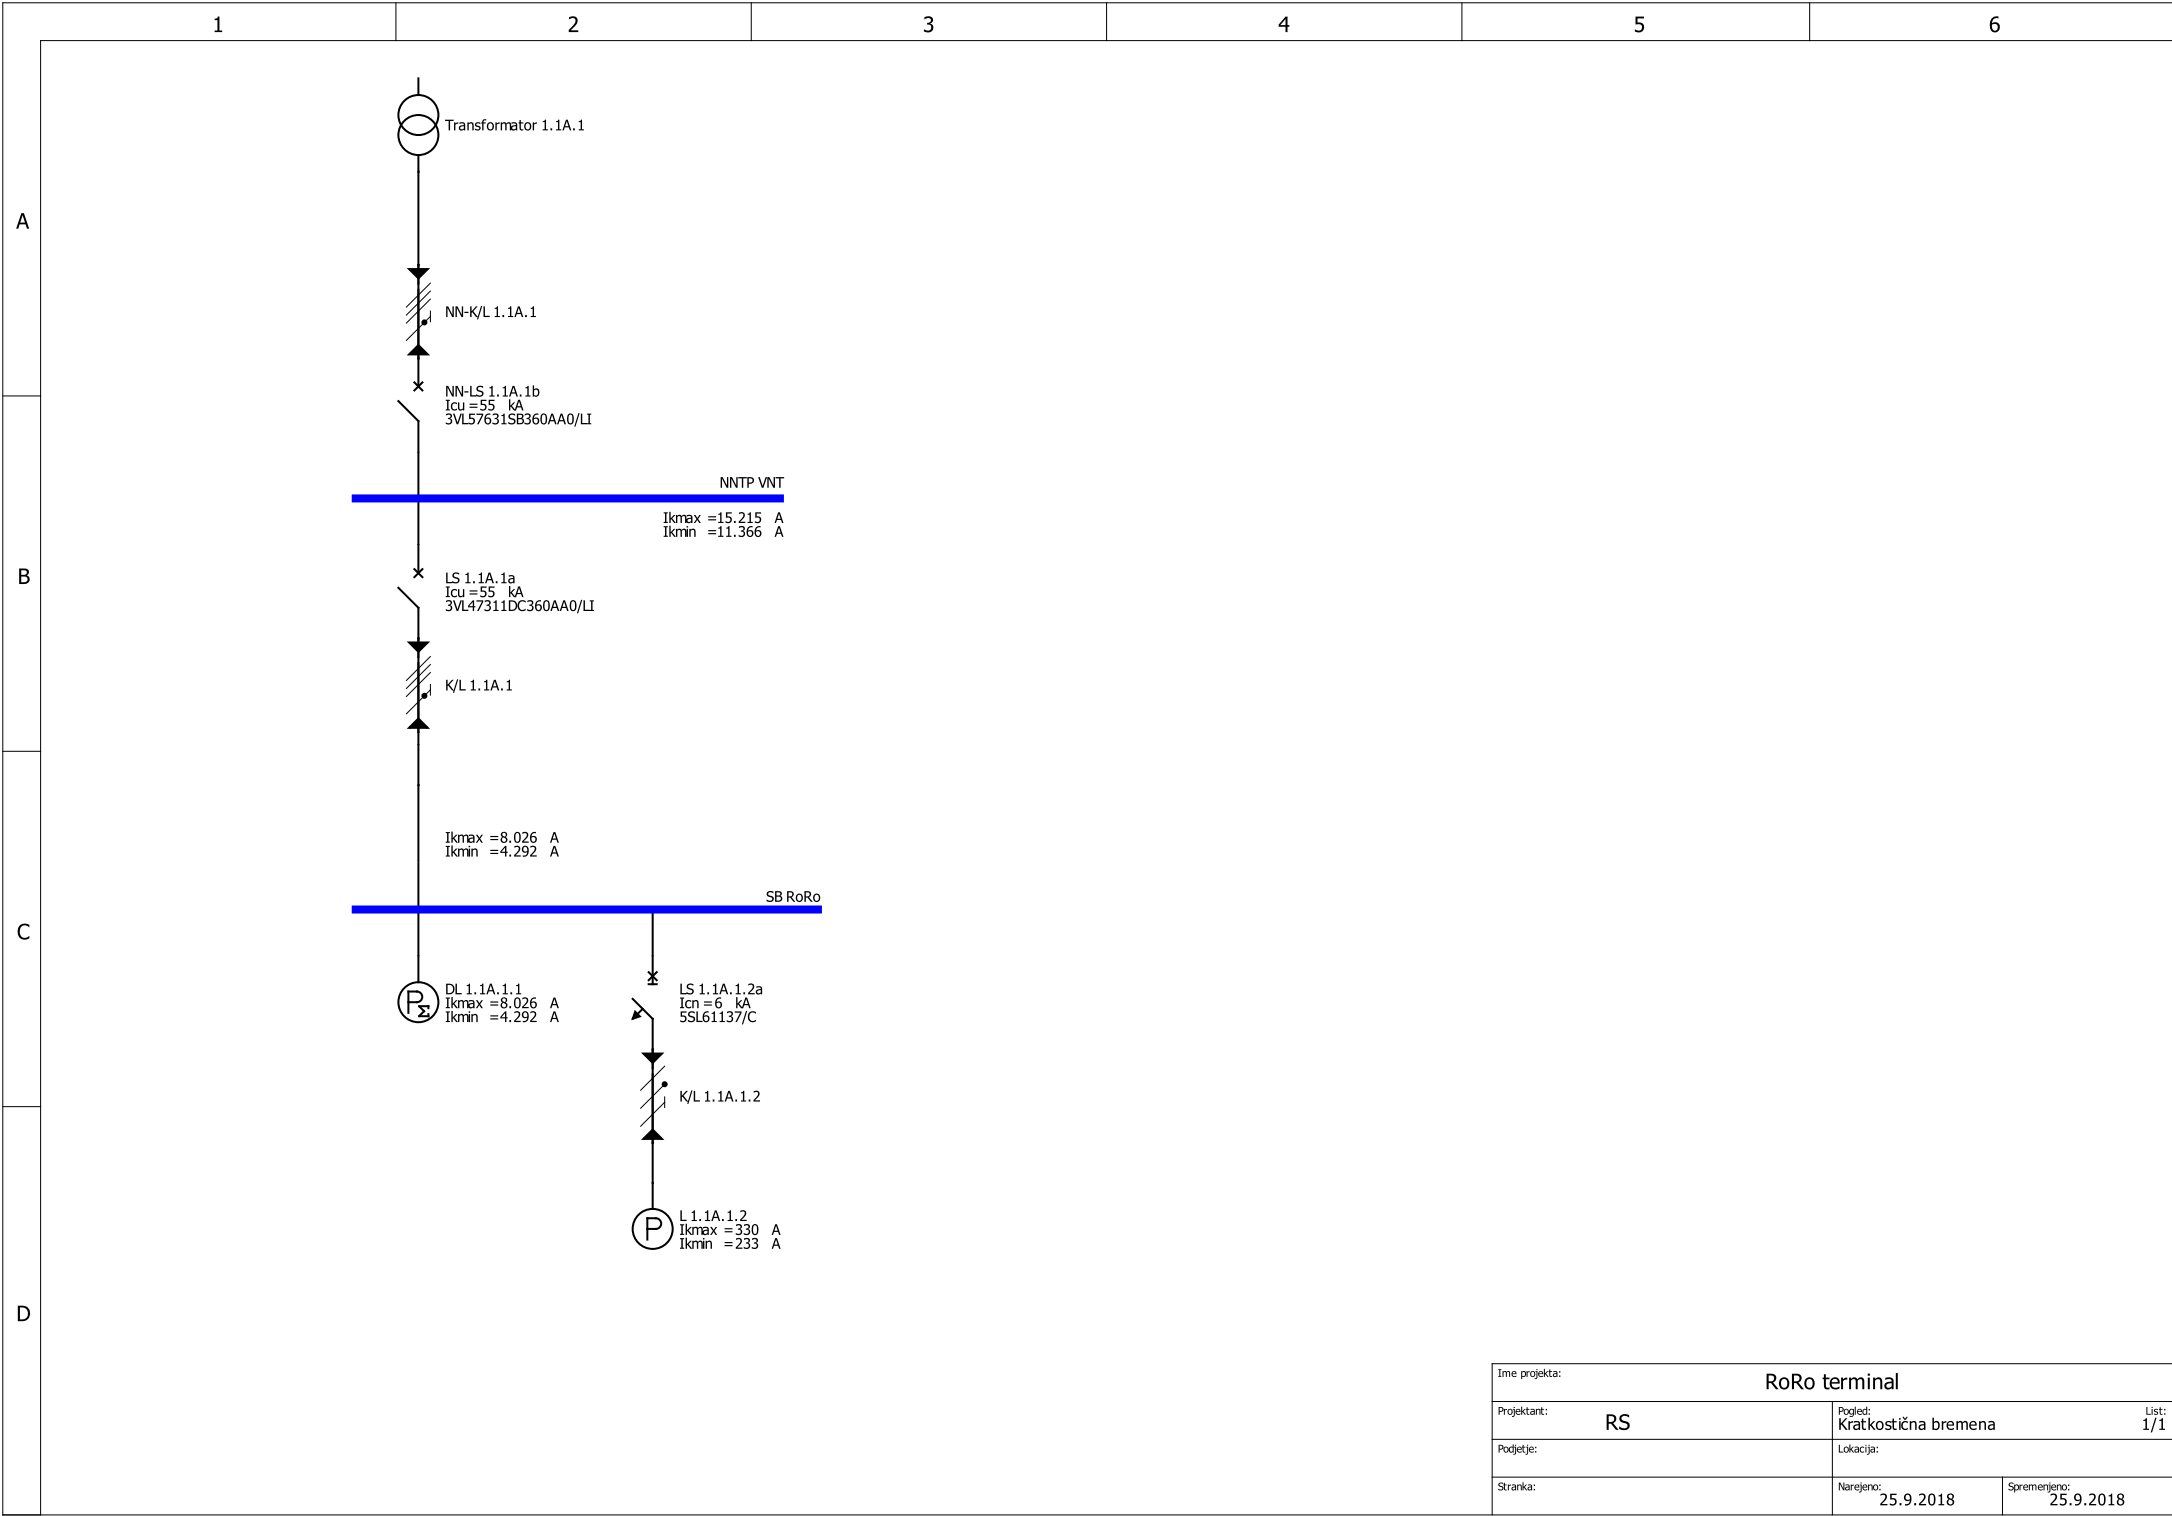 1 2 3 4 5 6
A
B
C
D
Transformator 1.1A.1
NN-K/L 1.1A.1
NN-LS 1.1A.1b
Icu =55 kA
3VL57631SB360AA0/LI
NNTP VNT
Ikmax =15.215 A
Ikmin =11.366 A
LS 1.1A.1a
Icu =55 kA
3VL47311DC360AA0/LI
K/L 1.1A.1
Ikmax =8.026 A
Ikmin =4.292 A
SB RoRo
PΣ
DL 1.1A.1.1
Ikmax =8.026 A
Ikmin =4.292 A
LS 1.1A.1.2a
Icn =6 kA
5SL61137/C
K/L 1.1A.1.2
P
L 1.1A.1.2
Ikmax =330 A
Ikmin =233 A
Ime projekta:
RoRo terminal
Projektant:
RS
Pogled:
Kratkostična bremena
List:
1/1
Podjetje:
Lokacija:
Stranka:
Narejeno:
25.9.2018
Spremenjeno:
25.9.2018